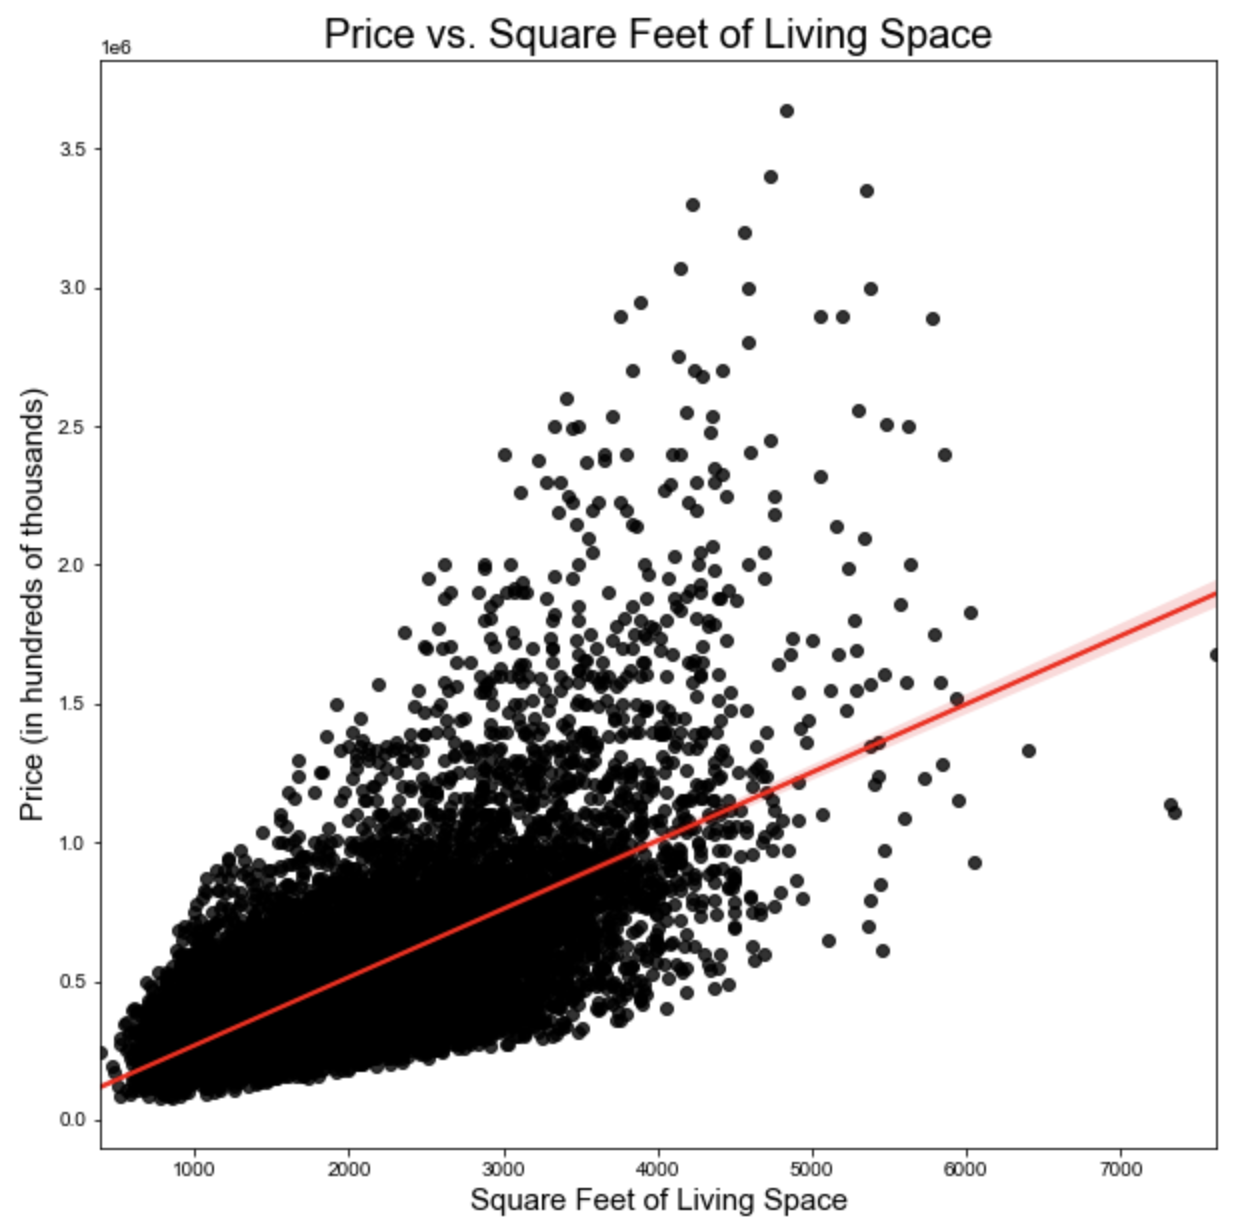 Price vs. Square Feet of Living Space
1e6
3.5
3.0
2.5
2.0
1.5
1.0
0.5
0.0
Price (in hundreds of thousands)
1000 2000 3000 4000 5000 6000 7000
Square Feet of Living Space